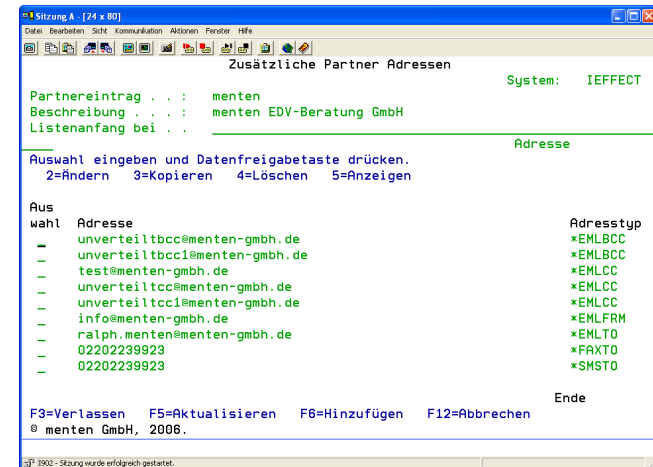 Sitzung A - [24 x 80]
Datei Bearbeiten Sicht Kommunikation Aktionen Fenster Hilfe
Zusätzliche Partner Adressen
System: IEFFECT
Partnereintrag . . : menten
Beschreibung . . . : menten EDV-Beratung GmbH
Listenanfang bei . .
Adresse
Auswahl eingeben und Datenfreigabetaste drücken.
2=Ändern 3=Kopieren 4=Löschen 5=Anzeigen
Aus
wahl Adresse Adresstyp
unverteiltbcc@menten-gmbh.de *EMLBCC
unverteiltbcc1@menten-gmbh.de *EMLBCC
test@menten-gmbh.de *EMLCC
unverteiltcc@menten-gmbh.de *EMLCC
unverteiltcc1@menten-gmbh.de *EMLCC
info@menten-gmbh.de *EMLFRM
ralph.menten@menten-gmbh.de *EMLTO
02202239923 *FAXTO
02202239923 *SMSTO
Ende
F3=Verlassen F5=Aktualisieren F6=Hinzufügen F12=Abbrechen
© menten GmbH, 2006.
I902 - Sitzung wurde erfolgreich gestartet.